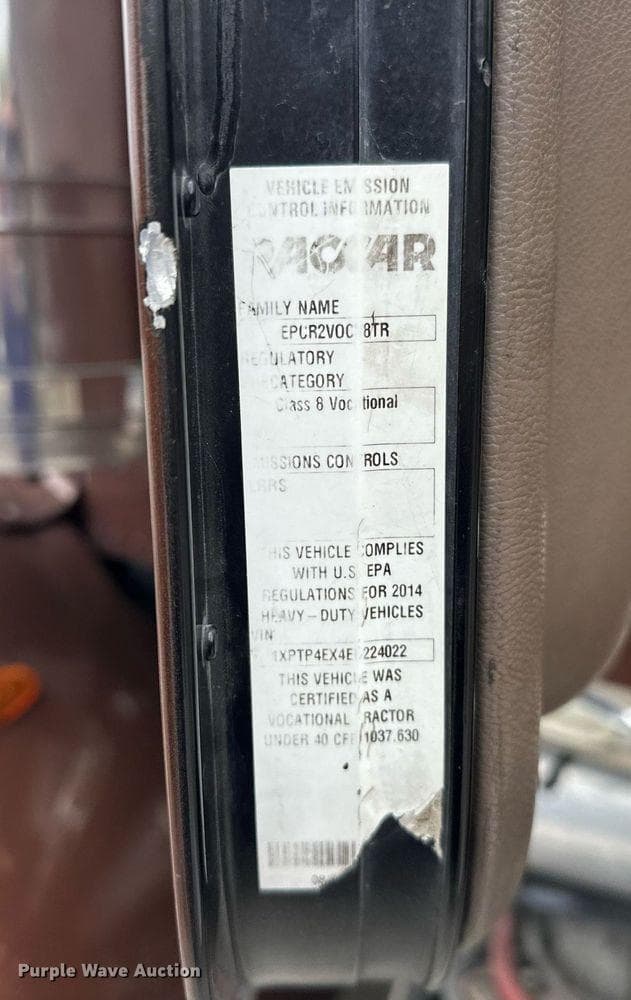 VEHICLE EMISSION
CONTROL INFORMATION
PACCAR
FAMILY NAME
EPCR2VOC 8TR
REGULATORY
CATEGORY
Class 8 Vocational
EMISSIONS CONTROLS
LRRS
THIS VEHICLE COMPLIES
WITH U.S. EPA
REGULATIONS FOR 2014
HEAVY-DUTY VEHICLES
VIN
1XPTP4EX4E 224022
THIS VEHICLE WAS
CERTIFIED AS A
VOCATIONAL TRACTOR
UNDER 40 CFR 1037.630
Purple Wave Auction